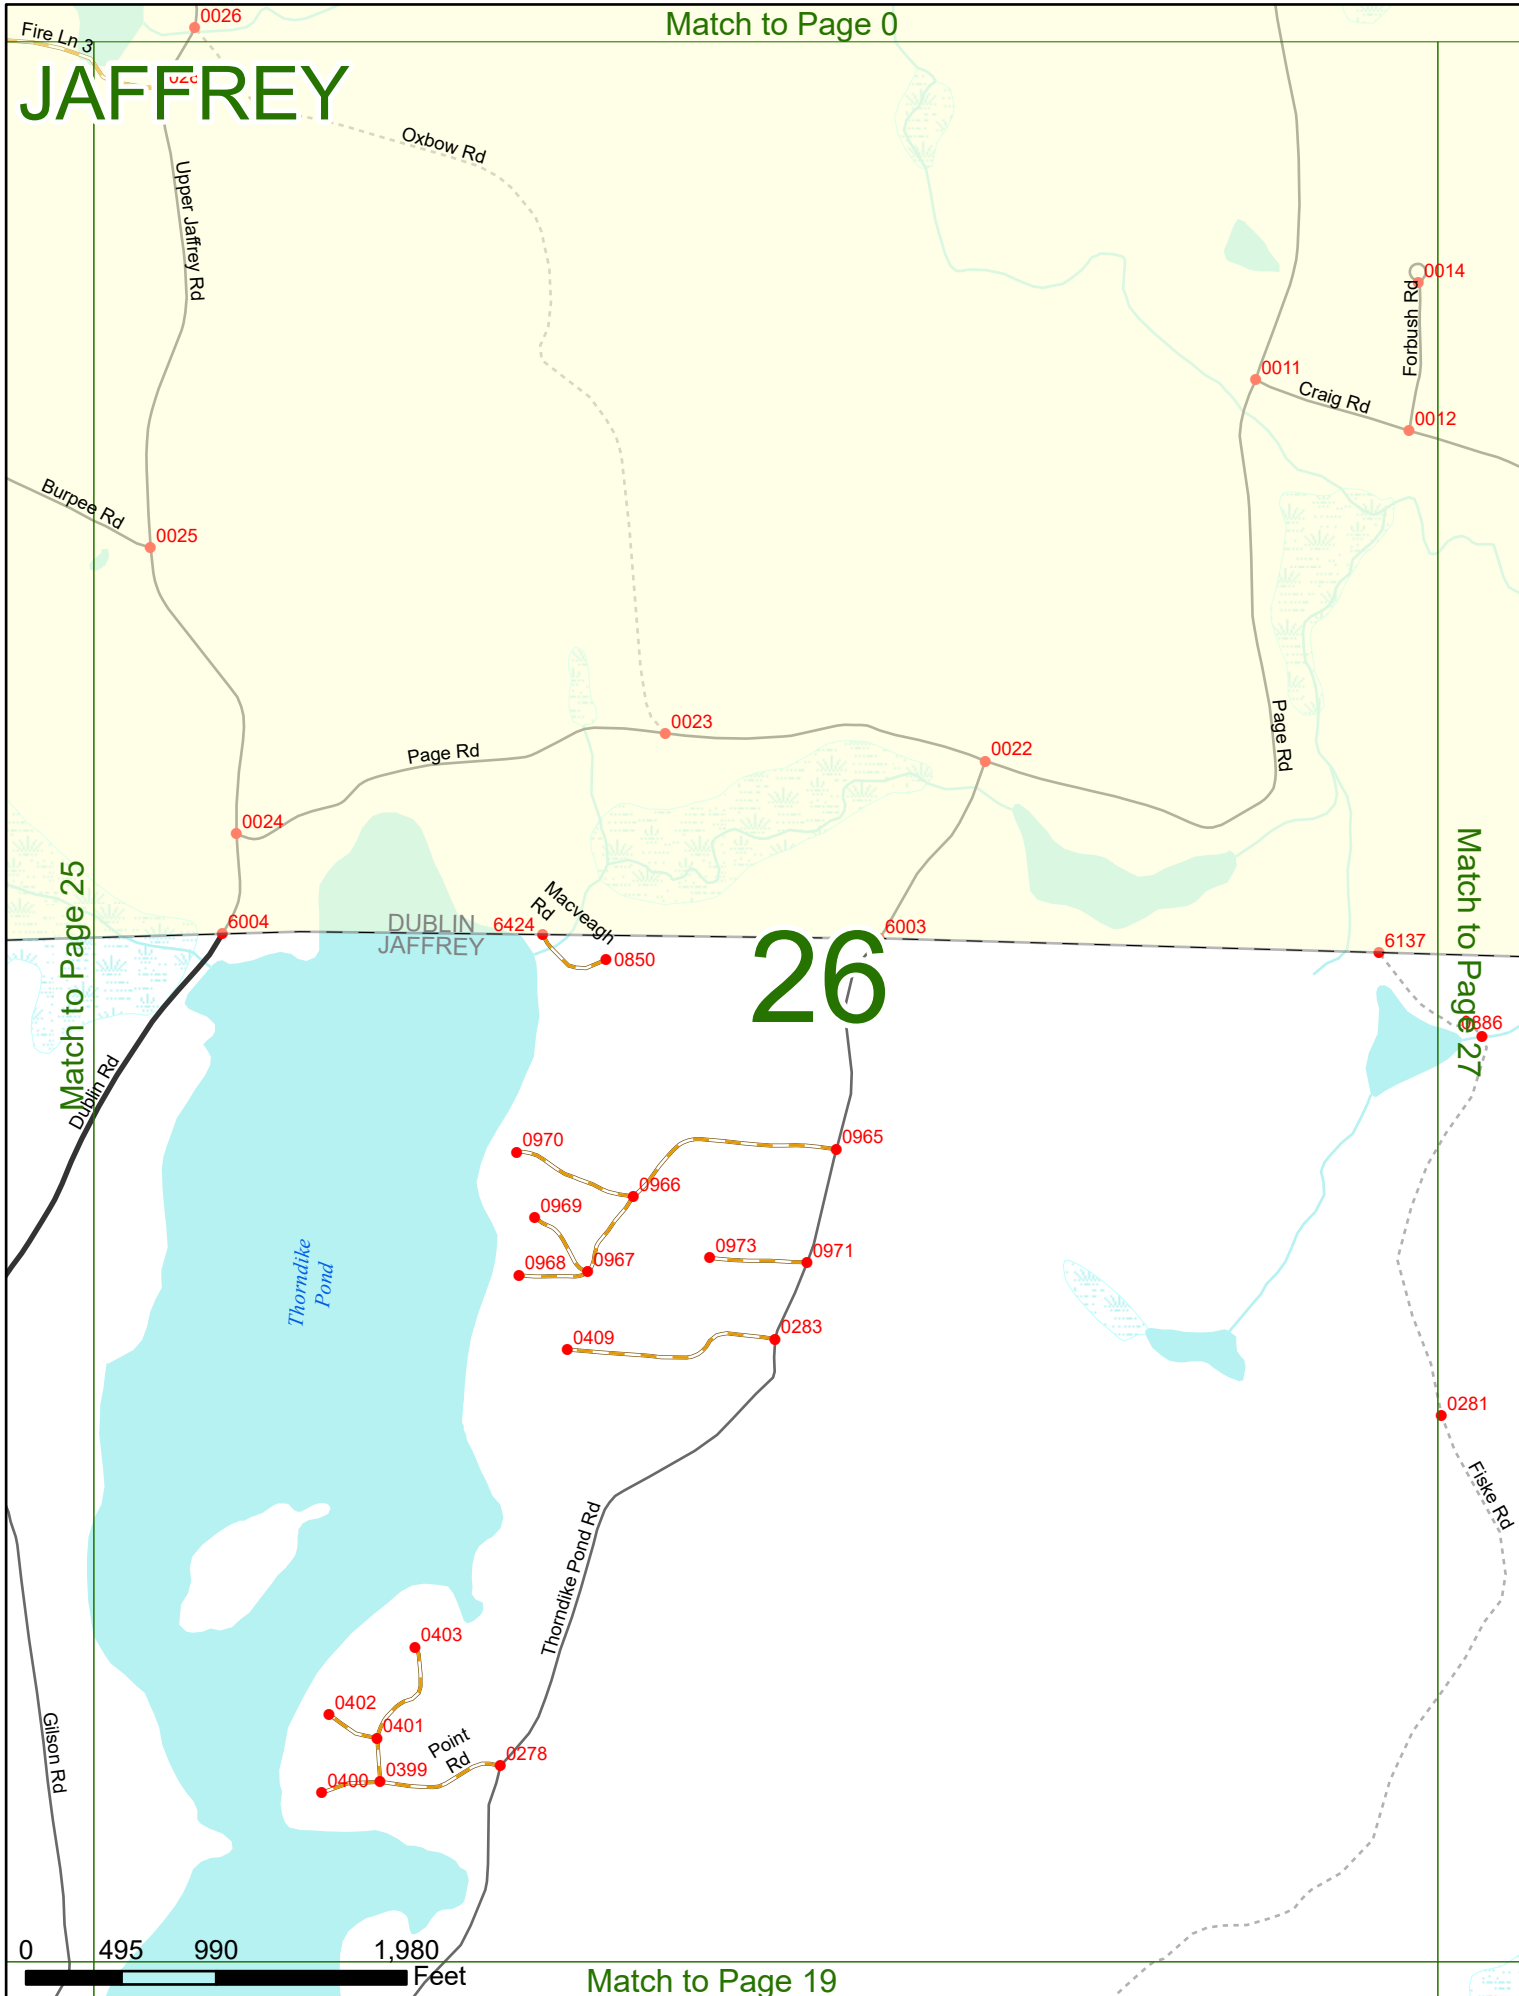 0026
Match to Page 0
Fire Ln 3
JAFFREY
Oxbow Rd
Upper Jaffrey Rd
0014
Forbush Rd
0011
Craig Rd
0012
Burpee Rd
0025
0023
Page Rd
0022
Page Rd
0024
Match to Page 25
Match to Page 27
Macveagh
Rd
6004
DUBLIN
JAFFREY
6424
6003
6137
0850
26
0886
Dublin Rd
0970
0965
0966
0969
0973
0971
0968
0967
Thorndike
Pond
0409
0283
0281
Fiske Rd
Thorndike Pond Rd
0403
0402
0401
Point
Rd
0278
0399
0400
Gilson Rd
0 495 990 1,980
Feet
Match to Page 19